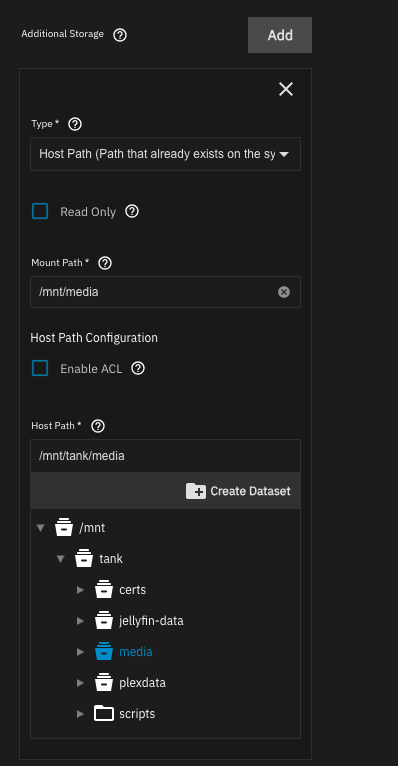 Additional Storage
Add
Type *
Host Path (Path that already exists on the sy
Read Only
Mount Path *
/mnt/media
Host Path Configuration
Enable ACL
Host Path *
/mnt/tank/media
Create Dataset
/mnt
tank
certs
jellyfin-data
media
plexdata
scripts